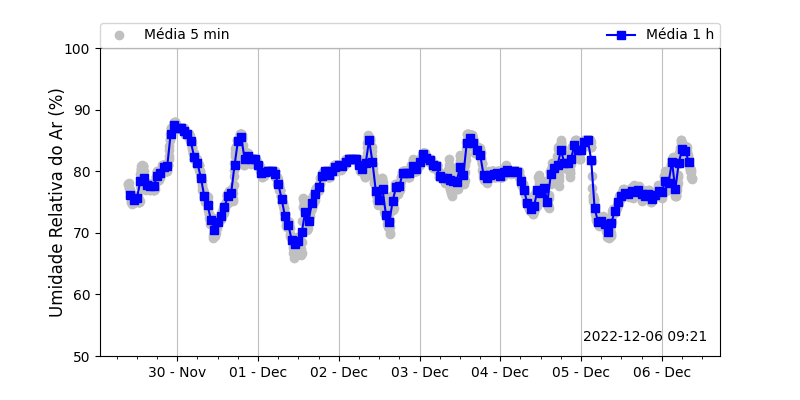 Média 5 min
Média 1 h
Umidade Relativa do Ar (%)
100
90
80
70
60
50
2022-12-06 09:21
30 - Nov
01 - Dec
02 - Dec
03 - Dec
04 - Dec
05 - Dec
06 - Dec